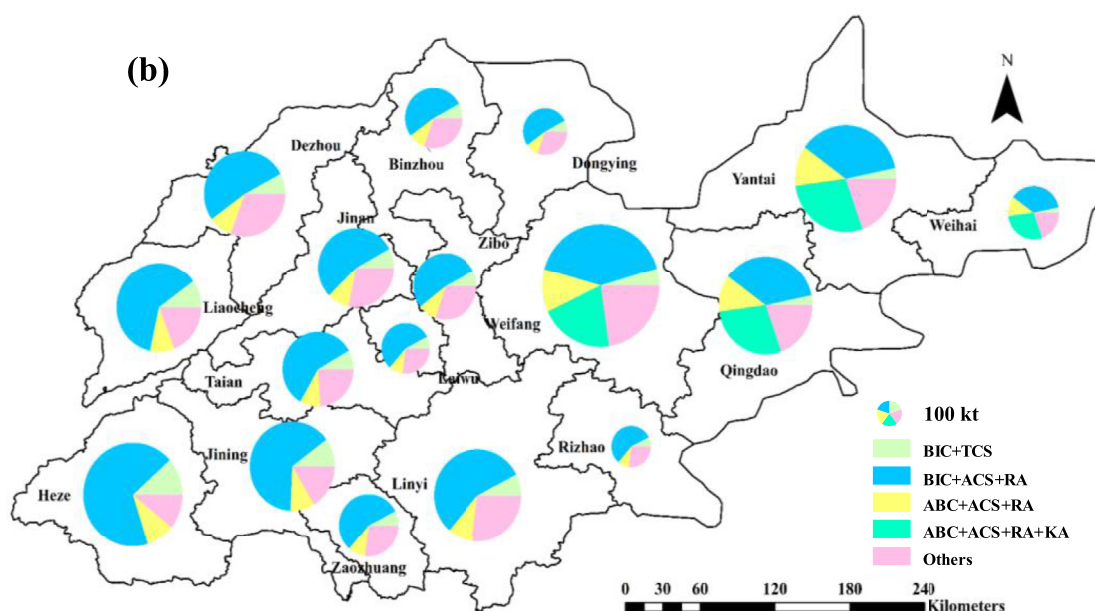 (b)
N
Dezhou
Binzhou
Dongying
Yantai
Weihai
Jinan
Zibo
Liaocheng
Weifang
Qingdao
Taian
Laiwu
Rizhao
Jining
Linyi
Heze
Zaozhuang
100 kt
BIC+TCS
BIC+ACS+RA
ABC+ACS+RA
ABC+ACS+RA+KA
Others
0 30 60 120 180 240
Kilometers